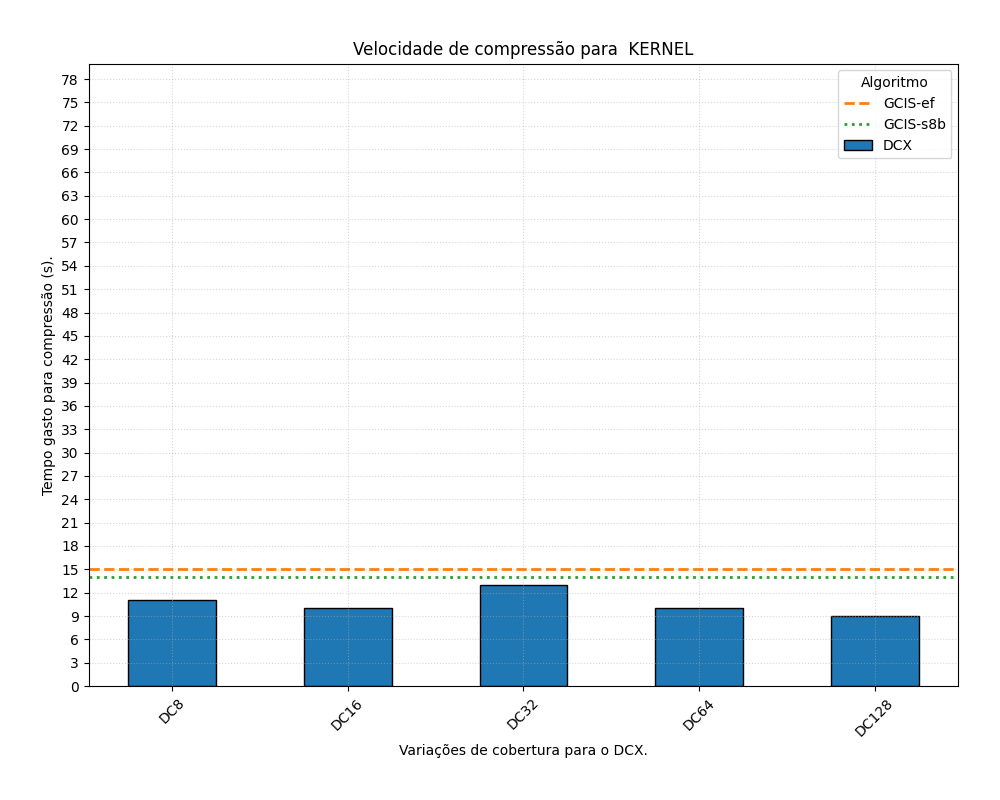 Velocidade de compressão para  KERNEL
Algoritmo
GCIS-ef
GCIS-s8b
DCX
Tempo gasto para compressão (s).
78
75
72
69
66
63
60
57
54
51
48
45
42
39
36
33
30
27
24
21
18
15
12
9
6
3
0
DC8
DC16
DC32
DC64
DC128
Variações de cobertura para o DCX.